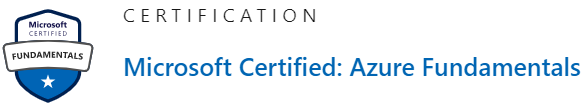 Microsoft
CERTIFIED
FUNDAMENTALS
CERTIFICATION
Microsoft Certified: Azure Fundamentals